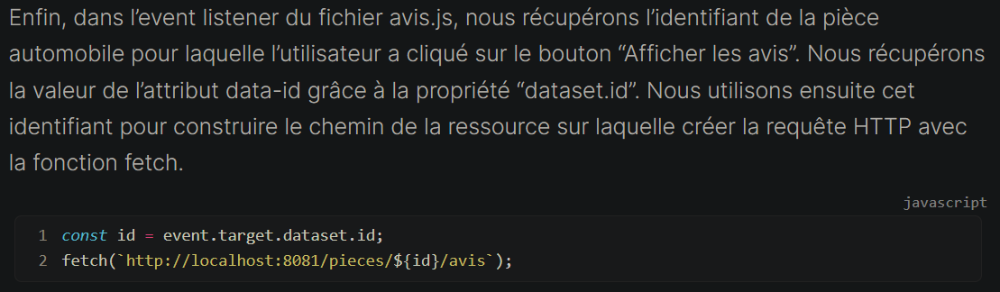 Enfin, dans l’event listener du fichier avis.js, nous récupérons l’identifiant de la pièce
automobile pour laquelle l’utilisateur a cliqué sur le bouton “Afficher les avis”. Nous récupérons
la valeur de l’attribut data-id grâce à la propriété “dataset.id”. Nous utilisons ensuite cet
identifiant pour construire le chemin de la ressource sur laquelle créer la requête HTTP avec
la fonction fetch.
javascript
1 const id = event.target.dataset.id;
2 fetch(`http://localhost:8081/pieces/${id}/avis`);